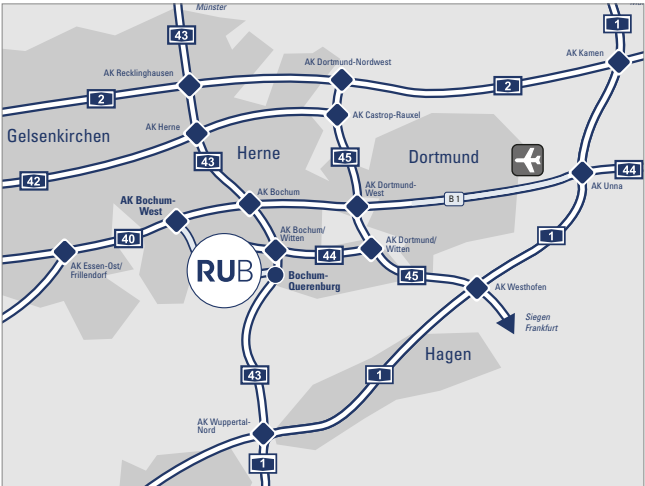 Münster
1
43
AK Kamen
AK Dortmund-Nordwest
AK Recklinghausen
2
2
AK Castrop-Rauxel
AK Herne
Gelsenkirchen
Herne
Dortmund
43
45
44
42
AK Dortmund-
West
AK Unna
AK Bochum
B 1
AK Bochum-
West
AK Bochum/
Witten
40
1
AK Dortmund/
Witten
44
AK Essen-Ost/
Frillendorf
RUB
Bochum-
Querenburg
45
AK Westhofen
Siegen
Frankfurt
Hagen
43
1
AK Wuppertal-
Nord
1